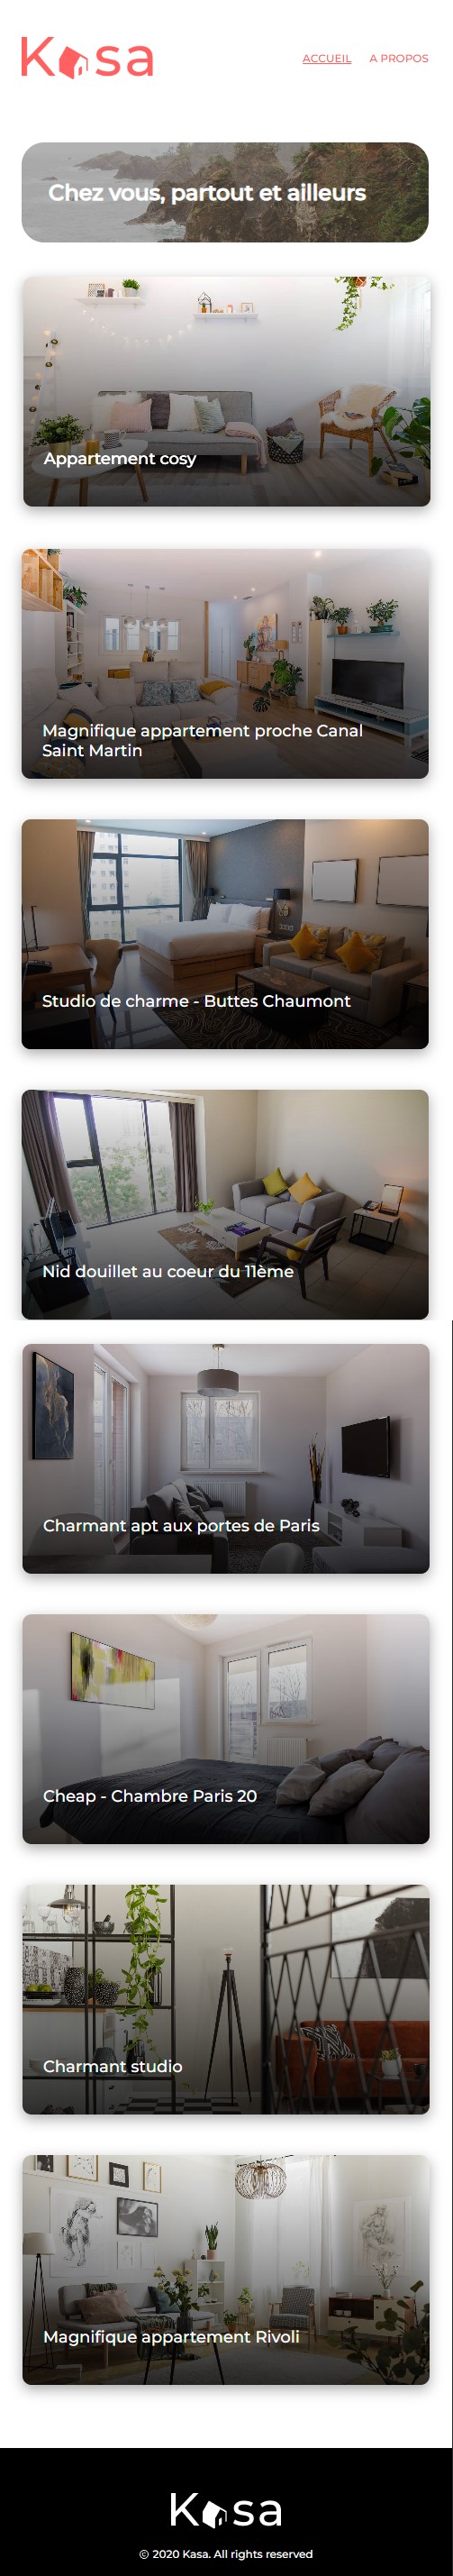 Kasa
ACCUEIL A PROPOS
Chez vous, partout et ailleurs
Appartement cosy
Magnifique appartement proche Canal
Saint Martin
Studio de charme - Buttes Chaumont
Nid douillet au coeur du 11ème
Charmant apt aux portes de Paris
Cheap - Chambre Paris 20
Charmant studio
Magnifique appartement Rivoli
Kasa
© 2020 Kasa. All rights reserved